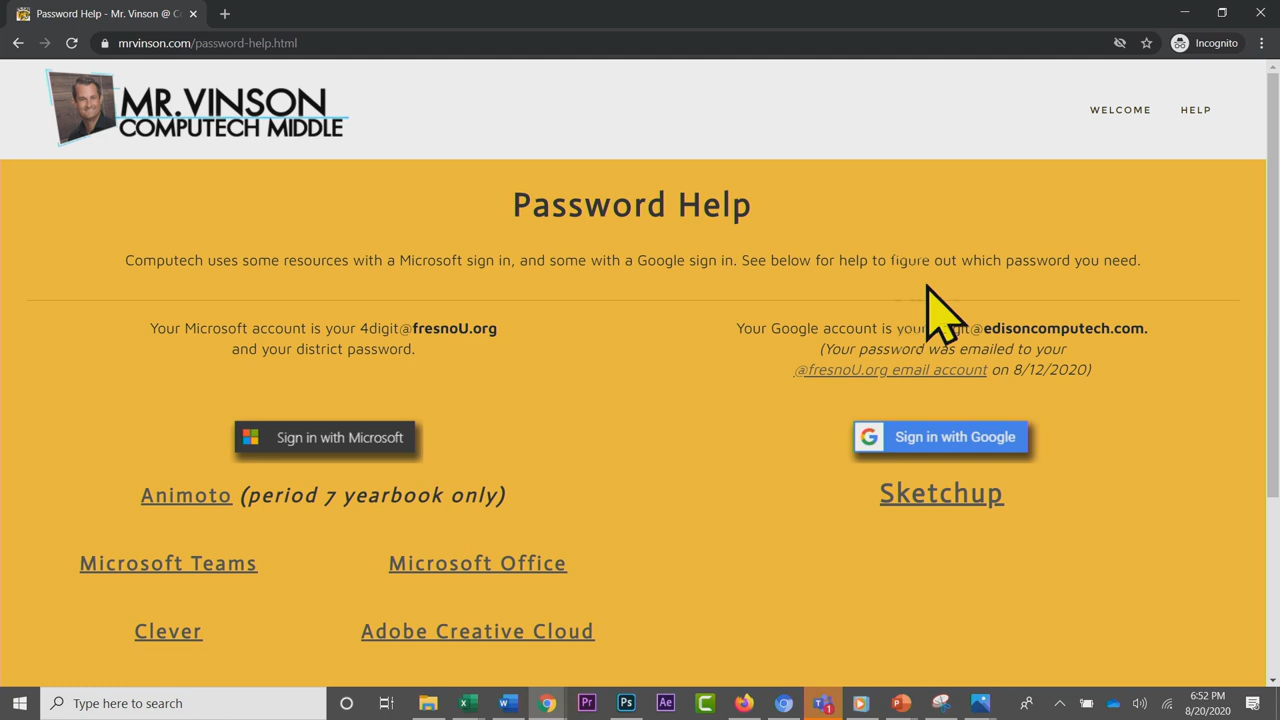 Password Help - Mr. Vinson @ C
mrvinson.com/password-help.html
Incognito
MR.VINSON
COMPUTECH MIDDLE
WELCOME HELP
Password Help
Computech uses some resources with a Microsoft sign in, and some with a Google sign in. See below for help to figure out which password you need.
Your Microsoft account is your 4digit@fresnoU.org
and your district password.
Your Google account is your @edisoncomputech.com.
(Your password was emailed to your
@fresnoU.org email account on 8/12/2020)
Sign in with Microsoft
Sign in with Google
Animoto (period 7 yearbook only)
Sketchup
Microsoft Teams
Microsoft Office
Clever
Adobe Creative Cloud
Type here to search
Pr
Ps
Ae
1
6:52 PM
8/20/2020